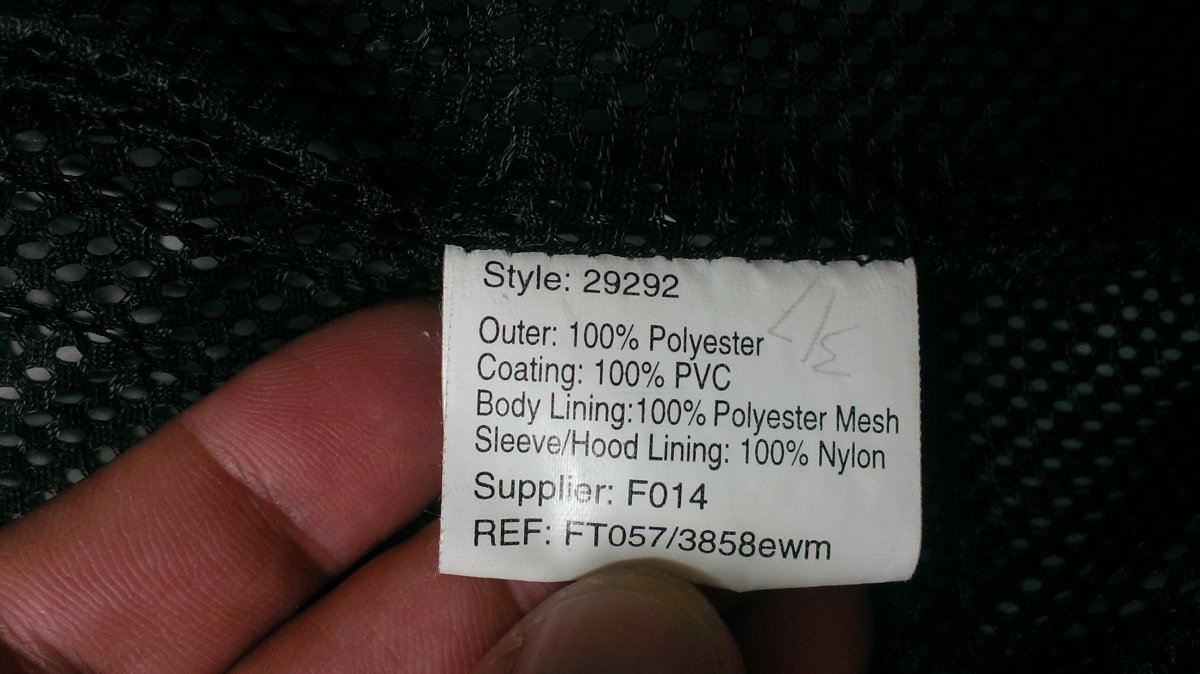 Style: 29292
Outer: 100% Polyester
Coating: 100% PVC
Body Lining:100% Polyester Mesh
Sleeve/Hood Lining: 100% Nylon
Supplier: F014
REF: FT057/3858ewm